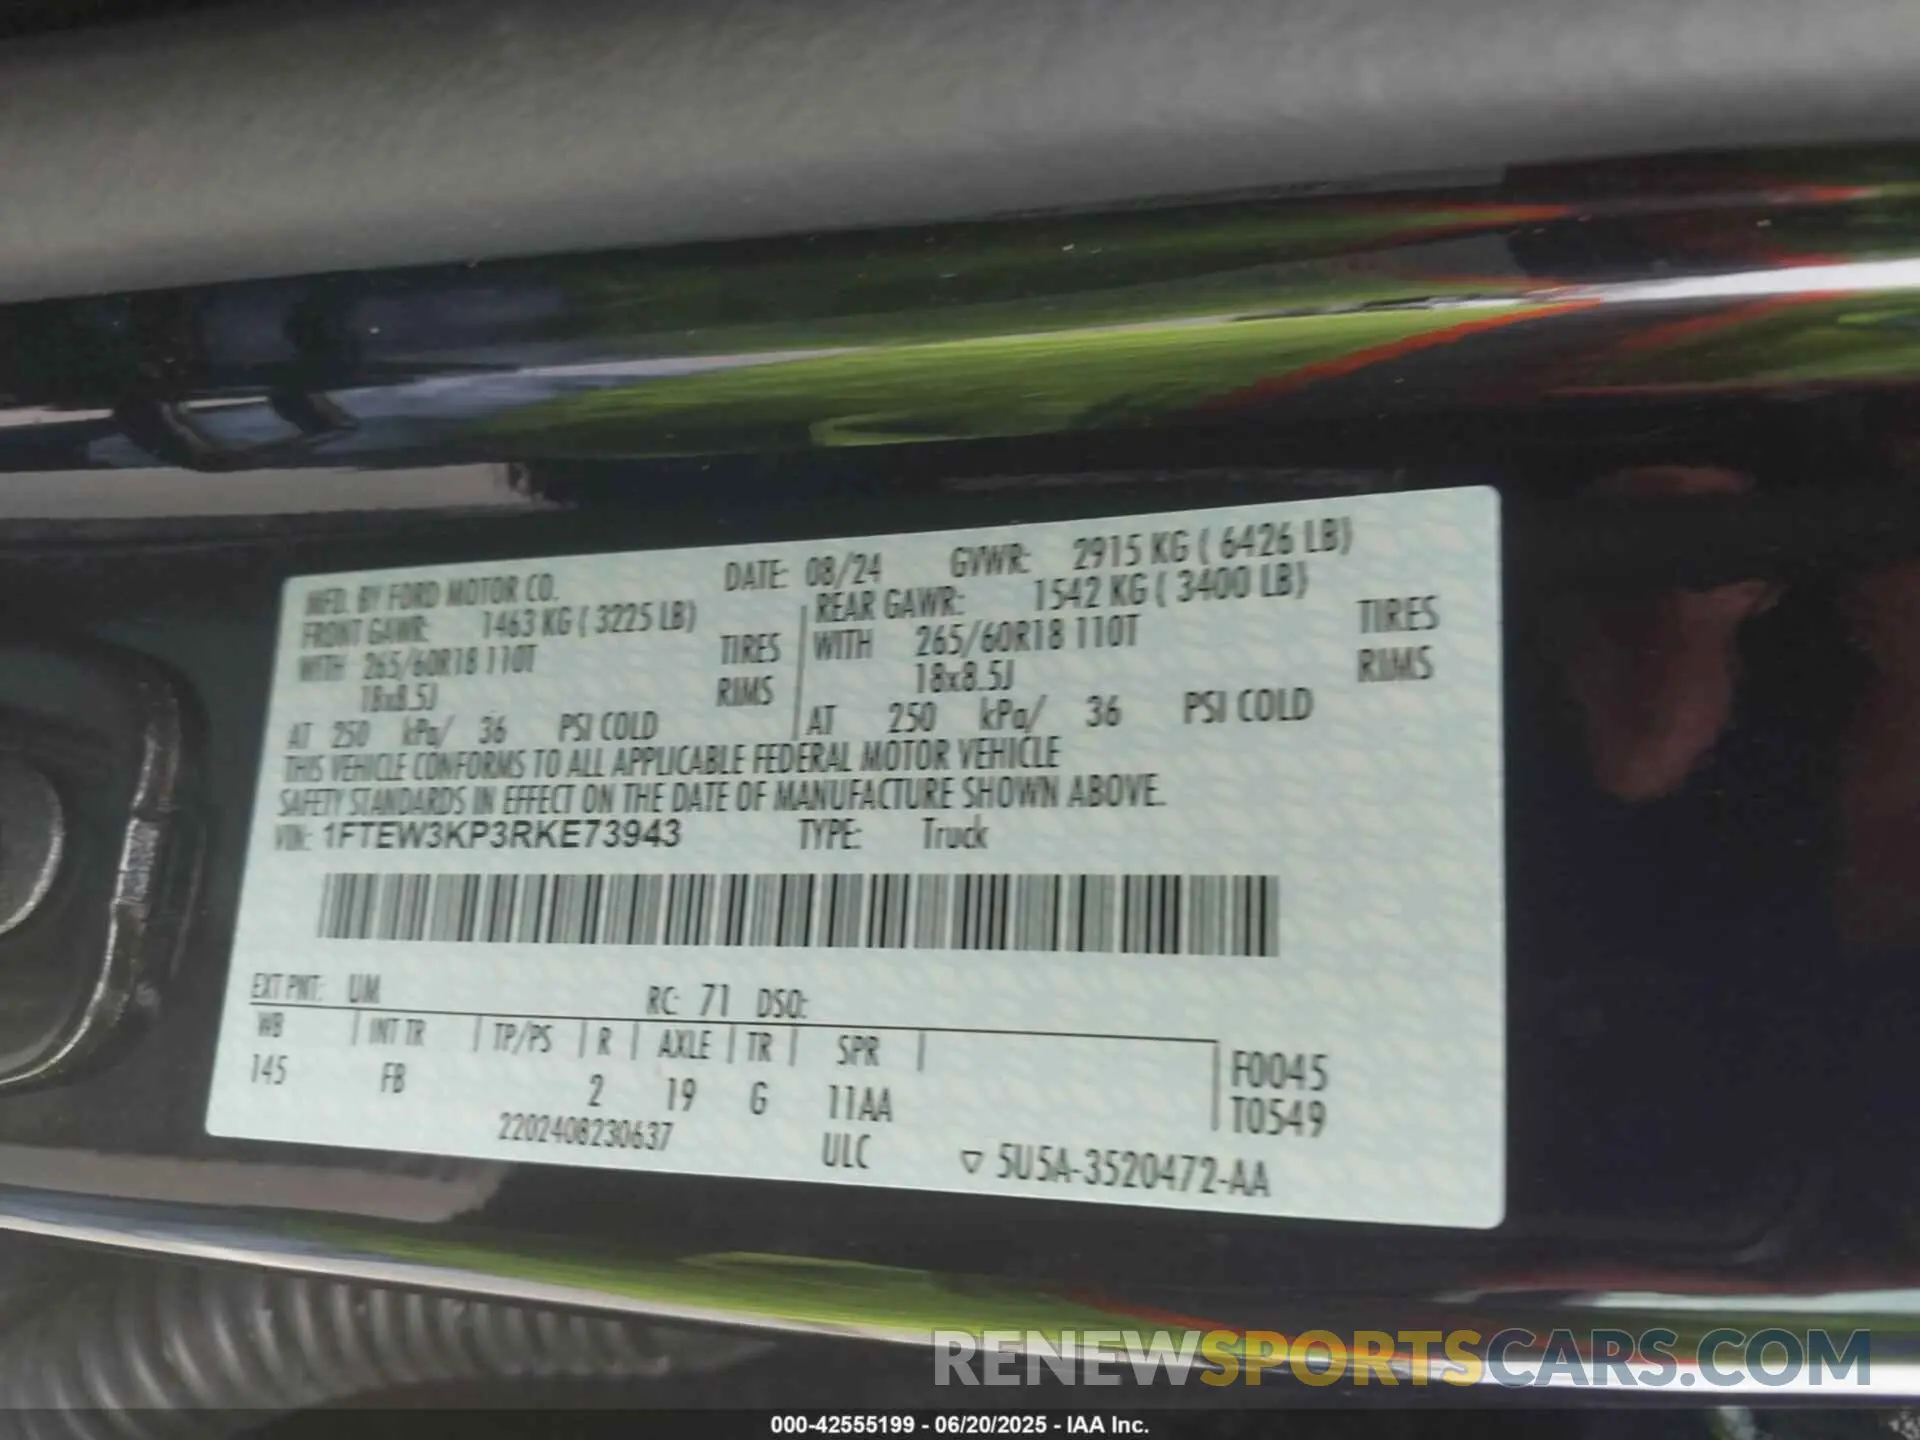 MFD. BY FORD MOTOR CO. DATE: 08/24 GVWR: 2915 KG ( 6426 LB)
FRONT GAWR: 1463 KG ( 3225 LB) REAR GAWR: 1542 KG ( 3400 LB)
WITH 265/60R18 110T TIRES WITH 265/60R18 110T TIRES
18x8.5J RIMS 18x8.5J RIMS
AT 250 kPa/ 36 PSI COLD AT 250 kPa/ 36 PSI COLD
THIS VEHICLE CONFORMS TO ALL APPLICABLE FEDERAL MOTOR VEHICLE
SAFETY STANDARDS IN EFFECT ON THE DATE OF MANUFACTURE SHOWN ABOVE.
VIN: 1FTEW3KP3RKE73943 TYPE: Truck
EXT PNT: UM RC: 71 DSO:
WB INT TR TP/PS R AXLE TR SPR F0045
145 FB 2 19 G 11AA T0549
2202408230637 ULC ▽ 5U5A-3520472-AA
RENEWSPORTSCARS.COM
000-42555199 - 06/20/2025 - IAA Inc.